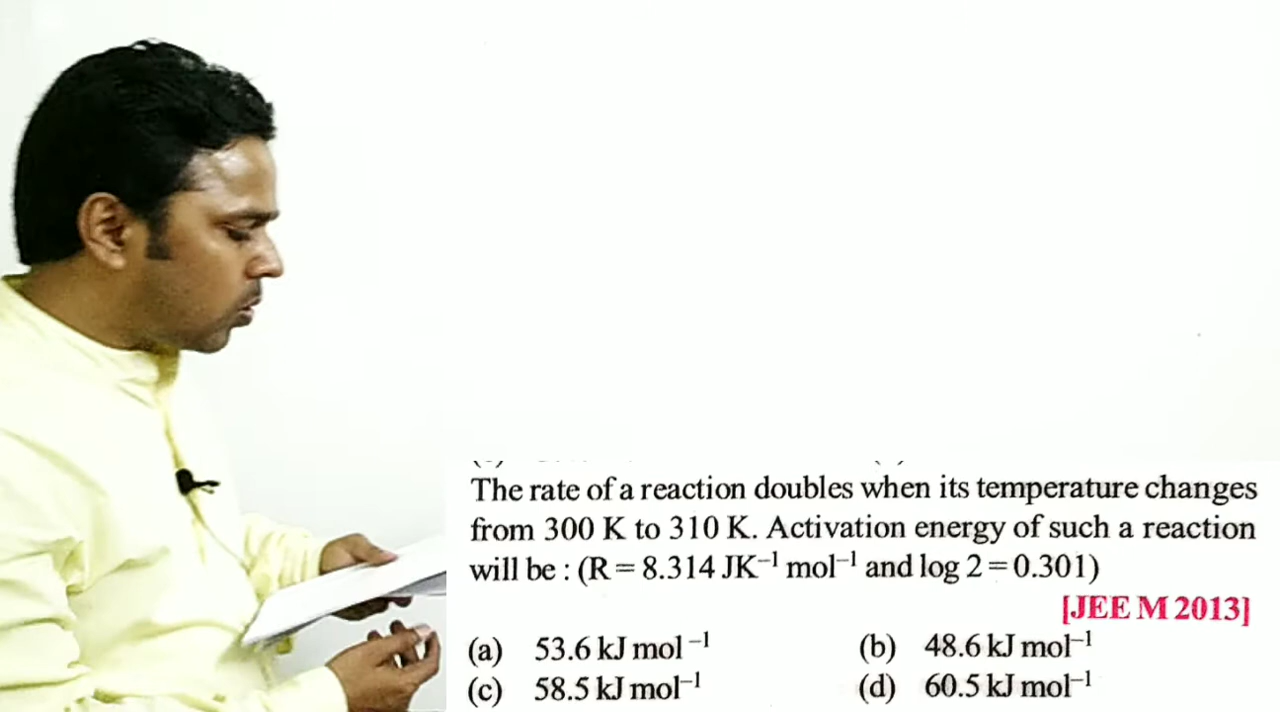 The rate of a reaction doubles when its temperature changes
from 300 K to 310 K. Activation energy of such a reaction
will be : (R = 8.314 JK⁻¹ mol⁻¹ and log 2 = 0.301)
[JEE M 2013]
(a) 53.6 kJ mol⁻¹ (b) 48.6 kJ mol⁻¹
(c) 58.5 kJ mol⁻¹ (d) 60.5 kJ mol⁻¹